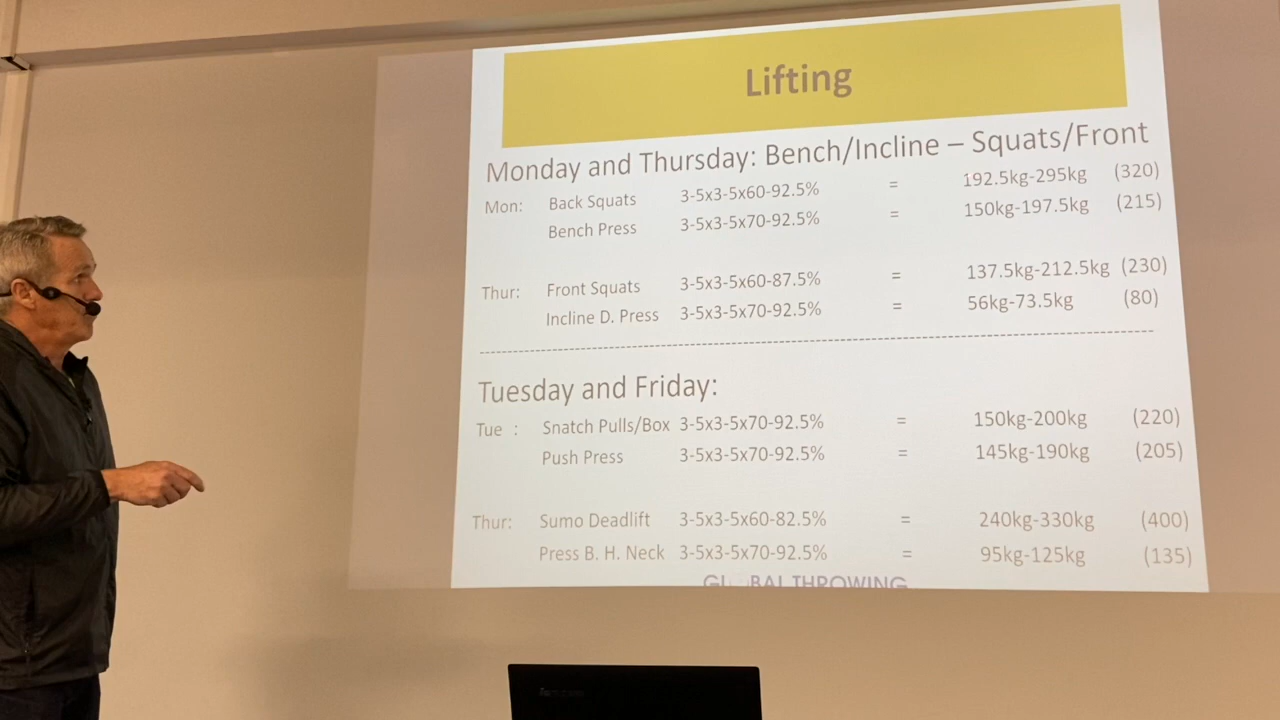 Lifting
Monday and Thursday: Bench/Incline – Squats/Front
Mon: Back Squats 3-5x3-5x60-92.5% = 192.5kg-295kg (320)
Bench Press 3-5x3-5x70-92.5% = 150kg-197.5kg (215)
Thur: Front Squats 3-5x3-5x60-87.5% = 137.5kg-212.5kg (230)
Incline D. Press 3-5x3-5x70-92.5% = 56kg-73.5kg (80)
Tuesday and Friday:
Tue : Snatch Pulls/Box 3-5x3-5x70-92.5% = 150kg-200kg (220)
Push Press 3-5x3-5x70-92.5% = 145kg-190kg (205)
Thur: Sumo Deadlift 3-5x3-5x60-82.5% = 240kg-330kg (400)
Press B. H. Neck 3-5x3-5x70-92.5% = 95kg-125kg (135)
THROWING